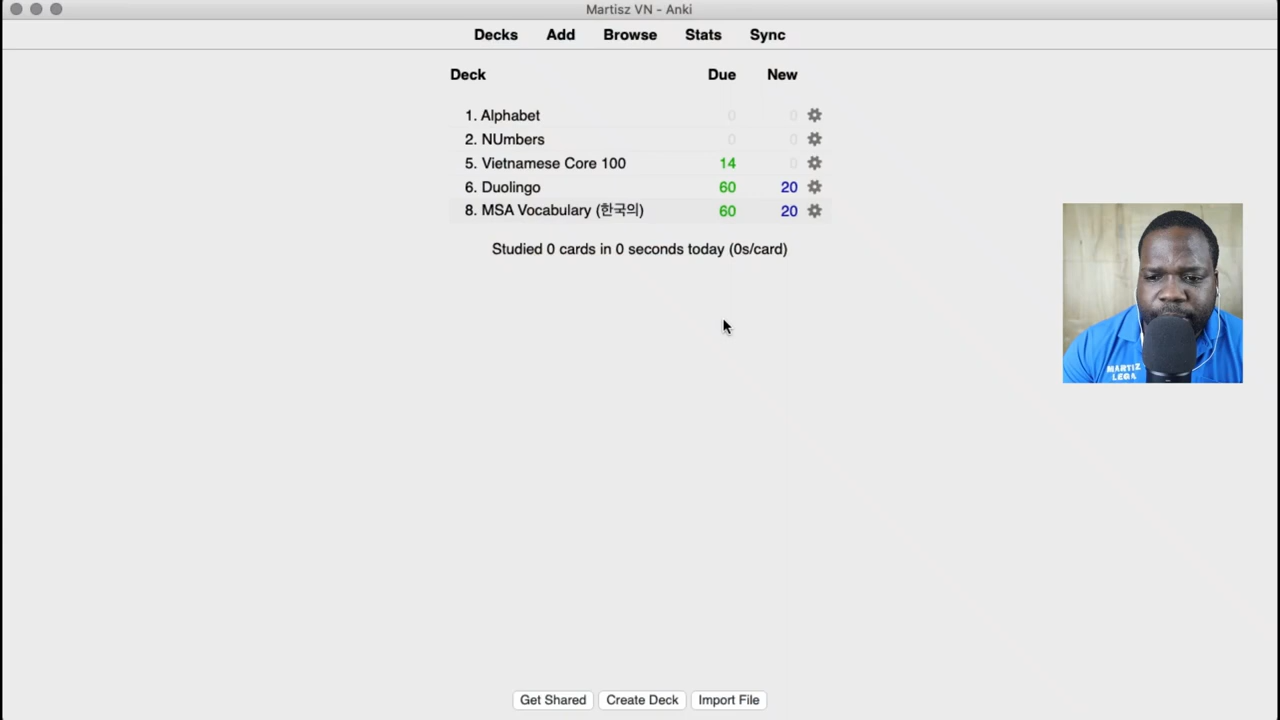 Martisz VN - Anki
Decks Add Browse Stats Sync
Deck Due New
1. Alphabet 0 0
2. NUmbers 0 0
5. Vietnamese Core 100 14 0
6. Duolingo 60 20
8. MSA Vocabulary (한국의) 60 20
Studied 0 cards in 0 seconds today (0s/card)
MARTIZ
LEGA
Get Shared Create Deck Import File